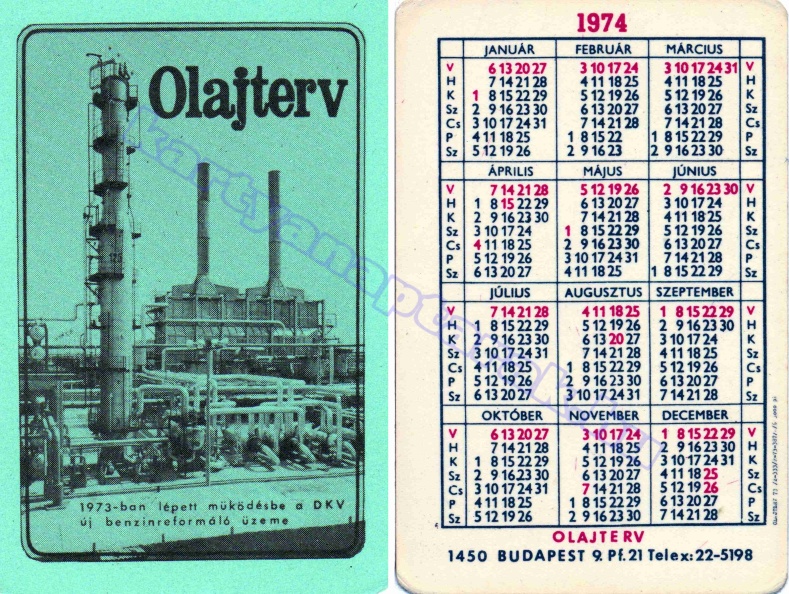 Olajterv
1973-ban lépett müködésbe a DKV
új benzinreformáló üzeme
kartyanaptarok.hu
1974
JANUÁR FEBRUÁR MÁRCIUS
V 6 13 20 27 3 10 17 24 3 10 17 24 31 V
H 7 14 21 28 4 11 18 25 4 11 18 25 H
K 1 8 15 22 29 5 12 19 26 5 12 19 26 K
Sz 2 9 16 23 30 6 13 20 27 6 13 20 27 Sz
Cs 3 10 17 24 31 7 14 21 28 7 14 21 28 Cs
P 4 11 18 25 1 8 15 22 1 8 15 22 29 P
Sz 5 12 19 26 2 9 16 23 2 9 16 23 30 Sz
ÁPRILIS MÁJUS JÚNIUS
V 7 14 21 28 5 12 19 26 2 9 16 23 30 V
H 1 8 15 22 29 6 13 20 27 3 10 17 24 H
K 2 9 16 23 30 7 14 21 28 4 11 18 25 K
Sz 3 10 17 24 1 8 15 22 29 5 12 19 26 Sz
Cs 4 11 18 25 2 9 16 23 30 6 13 20 27 Cs
P 5 12 19 26 3 10 17 24 31 7 14 21 28 P
Sz 6 13 20 27 4 11 18 25 1 8 15 22 29 Sz
JÚLIUS AUGUSZTUS SZEPTEMBER
V 7 14 21 28 4 11 18 25 1 8 15 22 29 V
H 1 8 15 22 29 5 12 19 26 2 9 16 23 30 H
K 2 9 16 23 30 6 13 20 27 3 10 17 24 K
Sz 3 10 17 24 31 7 14 21 28 4 11 18 25 Sz
Cs 4 11 18 25 1 8 15 22 29 5 12 19 26 Cs
P 5 12 19 26 2 9 16 23 30 6 13 20 27 P
Sz 6 13 20 27 3 10 17 24 31 7 14 21 28 Sz
OKTÓBER NOVEMBER DECEMBER
V 6 13 20 27 3 10 17 24 1 8 15 22 29 V
H 7 14 21 28 4 11 18 25 2 9 16 23 30 H
K 1 8 15 22 29 5 12 19 26 3 10 17 24 31 K
Sz 2 9 16 23 30 6 13 20 27 4 11 18 25 Sz
Cs 3 10 17 24 31 7 14 21 28 5 12 19 26 Cs
P 4 11 18 25 1 8 15 22 29 6 13 20 27 P
Sz 5 12 19 26 2 9 16 23 30 7 14 21 28 Sz
OLAJTERV
1450 BUDAPEST 9. Pf. 21 Telex: 22-5198